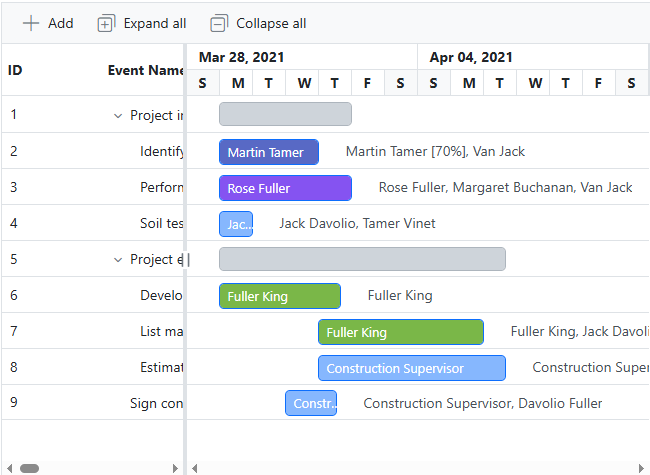 Add Expand all Collapse all
ID Event Name Mar 28, 2021 Apr 04, 2021
S M T W T F S S M T W T F S
1 Project in
2 Identify Martin Tamer Martin Tamer [70%], Van Jack
3 Perform Rose Fuller Rose Fuller, Margaret Buchanan, Van Jack
4 Soil tes Jac... Jack Davolio, Tamer Vinet
5 Project e
6 Develo Fuller King Fuller King
7 List ma Fuller King Fuller King, Jack Davoli
8 Estimat Construction Supervisor Construction Super
9 Sign con Constr... Construction Supervisor, Davolio Fuller